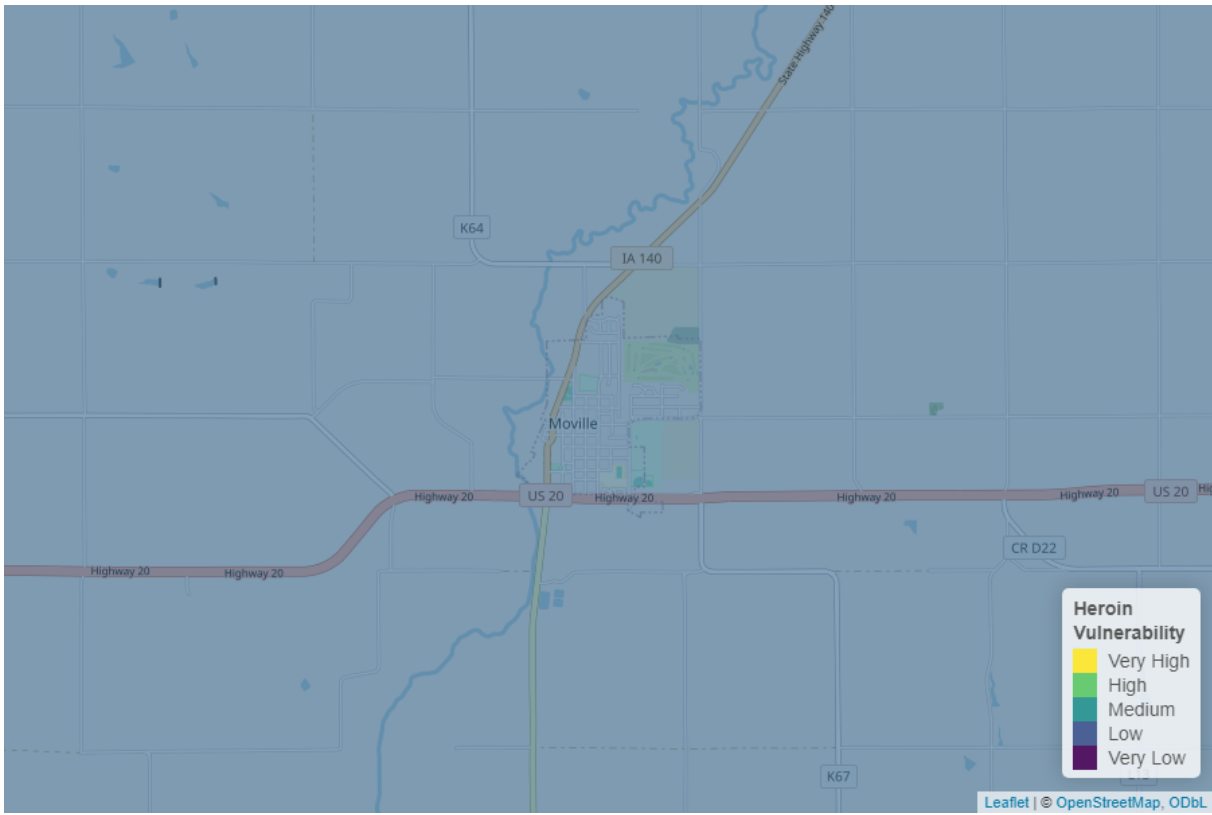 State Highway 140
K64
IA 140
Moville
Highway 20
US 20
Highway 20
Highway 20
Highway 20
US 20
Highway 20
Highway 20
CR D22
Heroin
Vulnerability
Very High
High
Medium
Low
Very Low
K67
Leaflet | © OpenStreetMap, ODbL